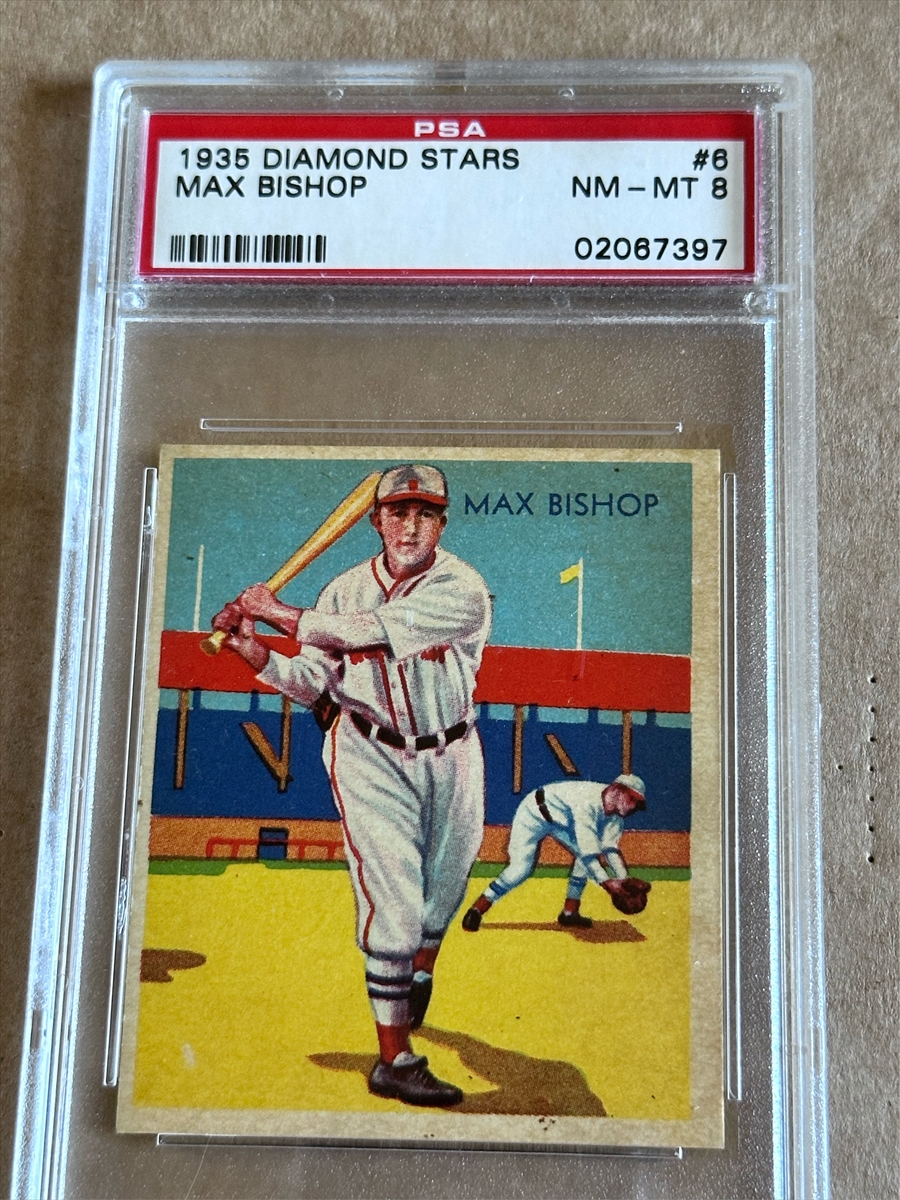 PSA
1935 DIAMOND STARS #6
MAX BISHOP NM - MT 8
02067397
MAX BISHOP